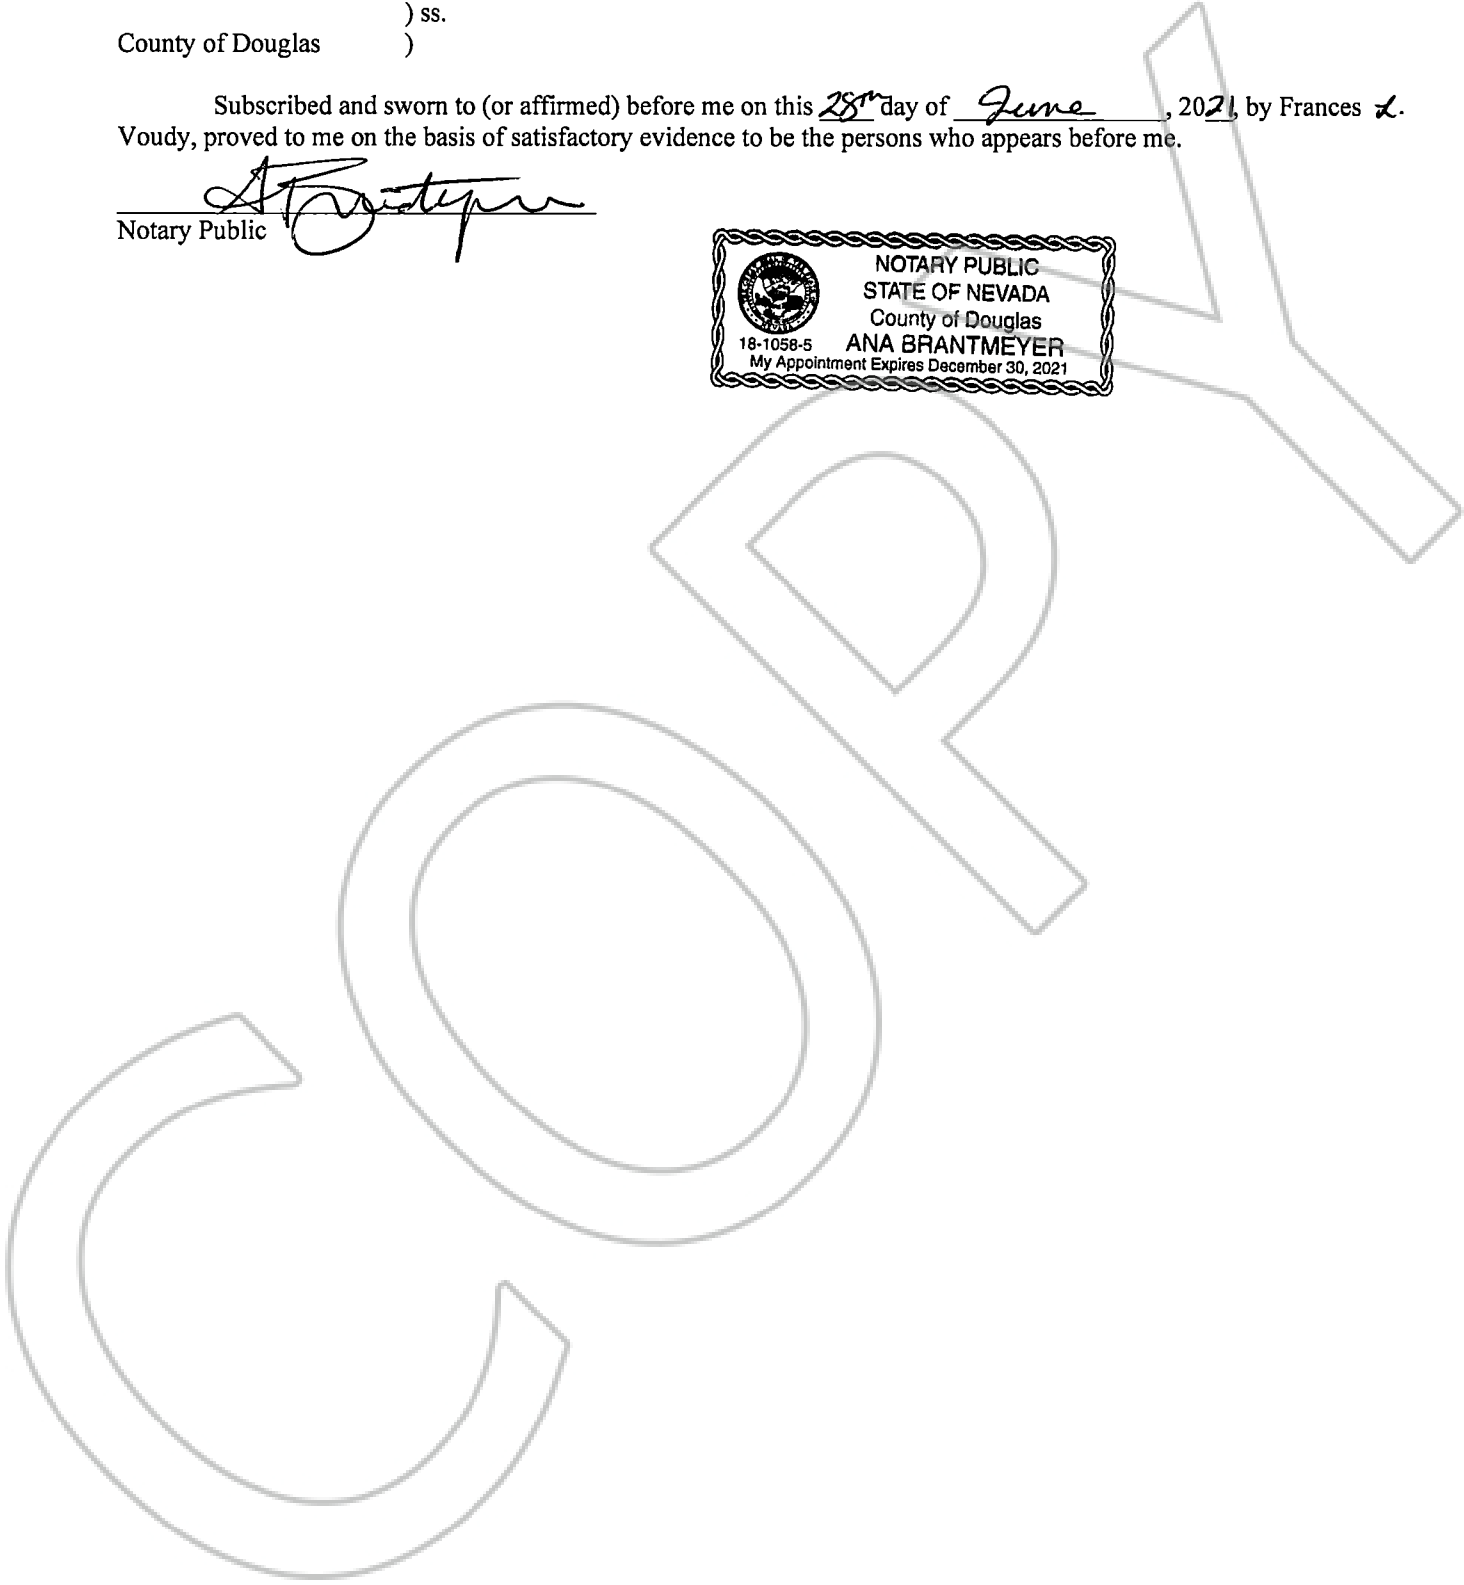 ) ss.
County of Douglas )
Subscribed and sworn to (or affirmed) before me on this 28th day of June, 2021, by Frances L.
Voudy, proved to me on the basis of satisfactory evidence to be the persons who appears before me.
Notary Public
NOTARY PUBLIC
STATE OF NEVADA
County of Douglas
18-1058-5 ANA BRANTMEYER
My Appointment Expires December 30, 2021
COPY